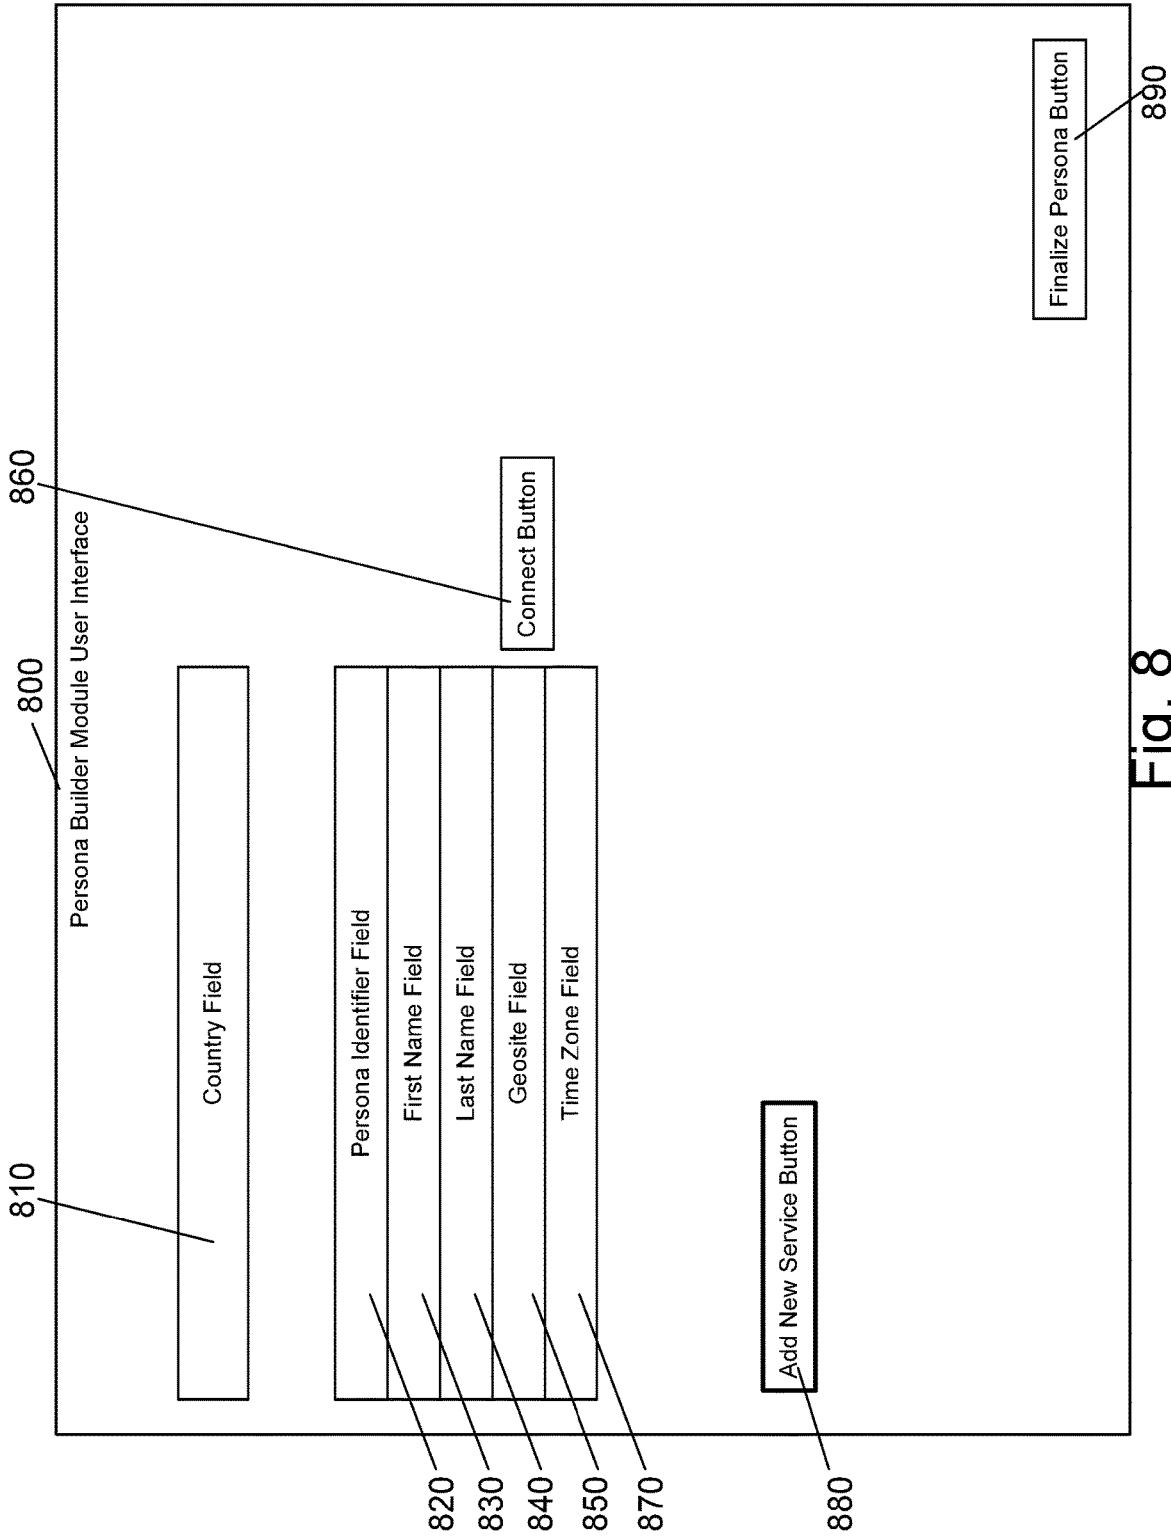 800
Persona Builder Module User Interface
810
Country Field
860
820
Persona Identifier Field
830
First Name Field
840
Last Name Field
850
Geosite Field
Connect Button
870
Time Zone Field
880
Add New Service Button
Finalize Persona Button
890
Fig. 8